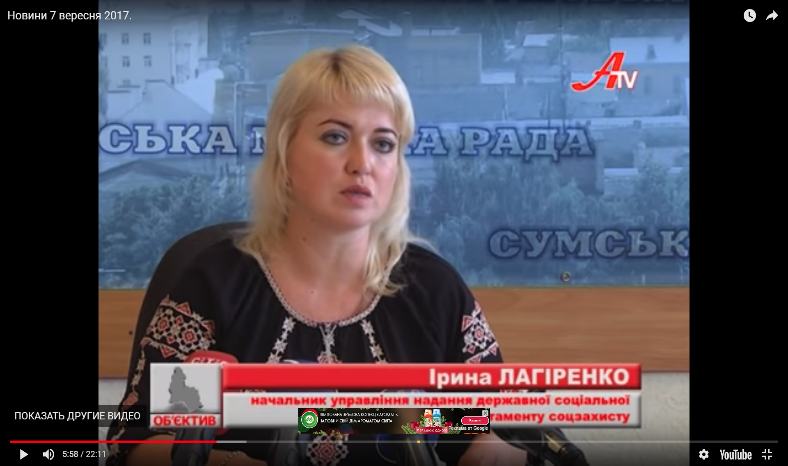 Новини 7 вересня 2017.
Atv
СЬКА М А РАДА
СУМСЬК
Ірина ЛАГІРЕНКО
начальник управління надання державної соціальної
таменту соцзахисту
ОБ'ЄКТИВ
ПОКАЗАТЬ ДРУГИЕ ВИДЕО
5:58 / 22:11
YouTube